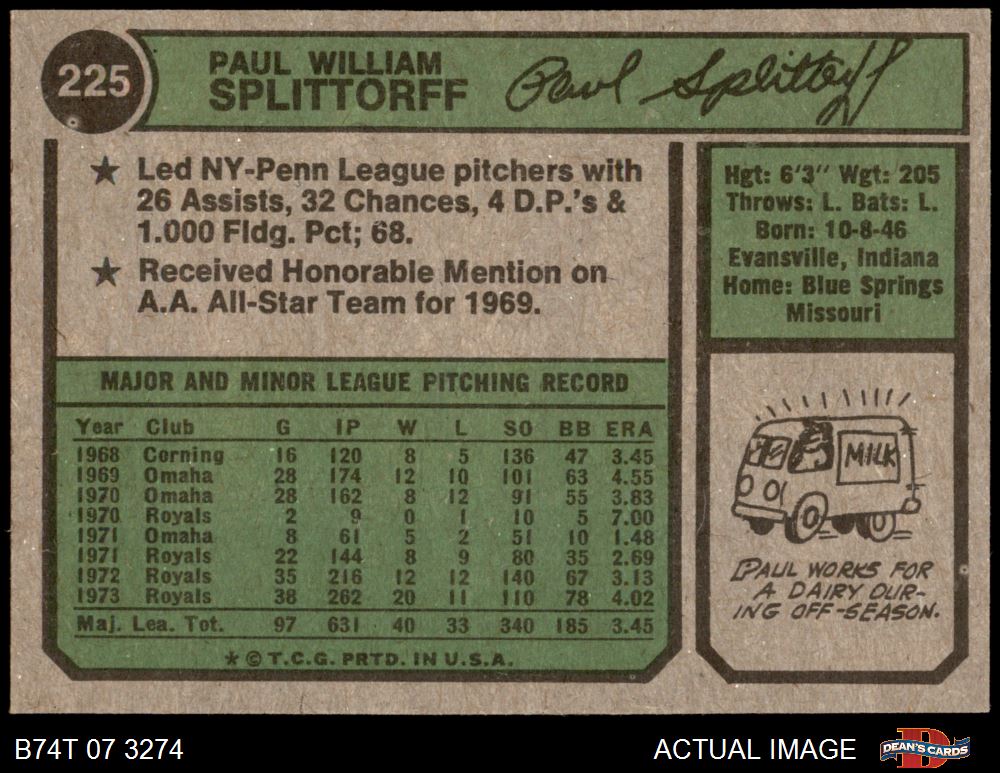 225
PAUL WILLIAM
SPLITTORFF
Paul Splittorff
★ Led NY-Penn League pitchers with
26 Assists, 32 Chances, 4 D.P.'s &
1.000 Fldg. Pct; 68.
★ Received Honorable Mention on
A.A. All-Star Team for 1969.
Hgt: 6'3" Wgt: 205
Throws: L. Bats: L.
Born: 10-8-46
Evansville, Indiana
Home: Blue Springs
Missouri
MAJOR AND MINOR LEAGUE PITCHING RECORD
Year Club G IP W L SO BB ERA
1968 Corning 16 120 8 5 136 47 3.45
1969 Omaha 28 174 12 10 101 63 4.55
1970 Omaha 28 162 8 12 91 55 3.83
1970 Royals 2 9 0 1 10 5 7.00
1971 Omaha 8 61 5 2 51 10 1.48
1971 Royals 22 144 8 9 80 35 2.69
1972 Royals 35 216 12 12 140 67 3.13
1973 Royals 38 262 20 11 110 78 4.02
Maj. Lea. Tot. 97 631 40 33 340 185 3.45
* © T.C.G. PRTD. IN U.S.A.
MILK
PAUL WORKS FOR
A DAIRY DUR-
ING OFF-SEASON.
B74T 07 3274
ACTUAL IMAGE
DEAN'S CARDS